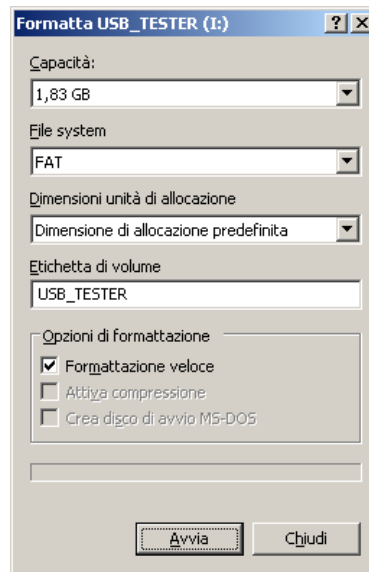 Formatta USB_TESTER (I:)
Capacità:
1,83 GB
File system
FAT
Dimensioni unità di allocazione
Dimensione di allocazione predefinita
Etichetta di volume
USB_TESTER
Opzioni di formattazione
Formattazione veloce
Attiva compressione
Crea disco di avvio MS-DOS
Avvia
Chiudi